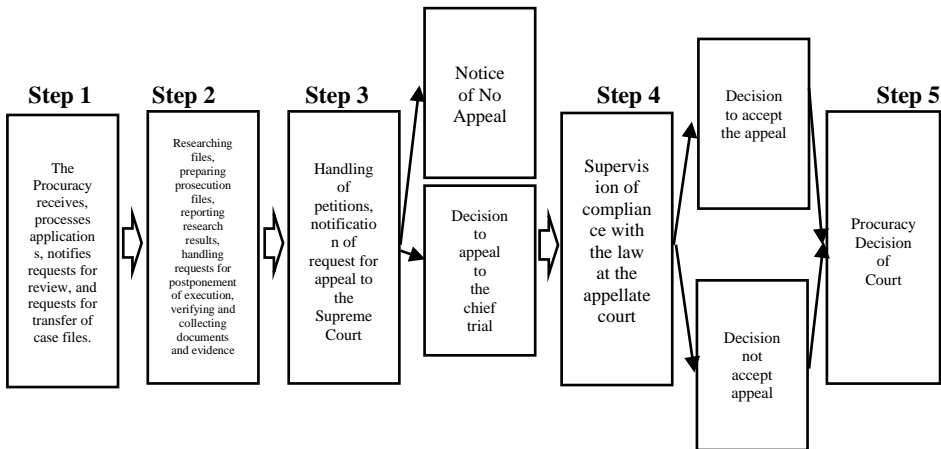 Step 1
The
Procuracy
receives,
processes
application
s, notifies
requests for
review, and
requests for
transfer of
case files.
Step 2
Researching
files,
preparing
prosecution
files,
reporting
research
results,
handling
requests for
postponement
of execution,
verifying and
collecting
documents
and evidence
Step 3
Handling
of
petitions,
notificatio
n of
request for
appeal to
the
Supreme
Court
Notice
of No
Appeal
Decision
to
appeal to
the
chief
trial
Step 4
Supervis
ion of
complian
ce with
the law
at the
appellate
court
Decision
to accept
the appeal
Decision
not
accept
appeal
Step 5
Procuracy
Decision
of
Court